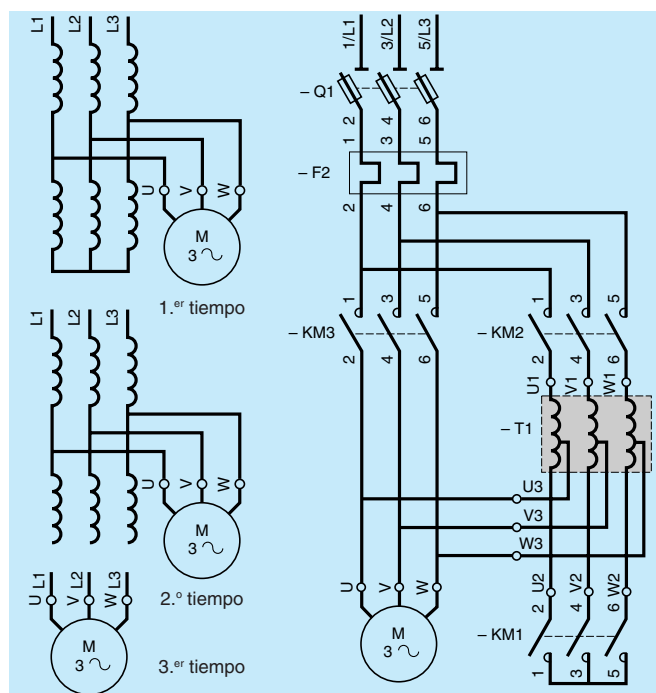 L1 L2 L3
U V W
M
3
1.er tiempo
L1 L2 L3
U V W
M
3
2.º tiempo
U L1 V L2 W L3
M
3
3.er tiempo
1/L1 3/L2 5/L3
– Q1
2 4 6
1 3 5
– F2
2 4 6
1 3 5
– KM3
2 4 6
1 3 5
– KM2
2 4 6
U1 V1 W1
– T1
U3
V3
W3
U V W
M
3
U2 V2 W2
2 4 6
– KM1
1 3 5